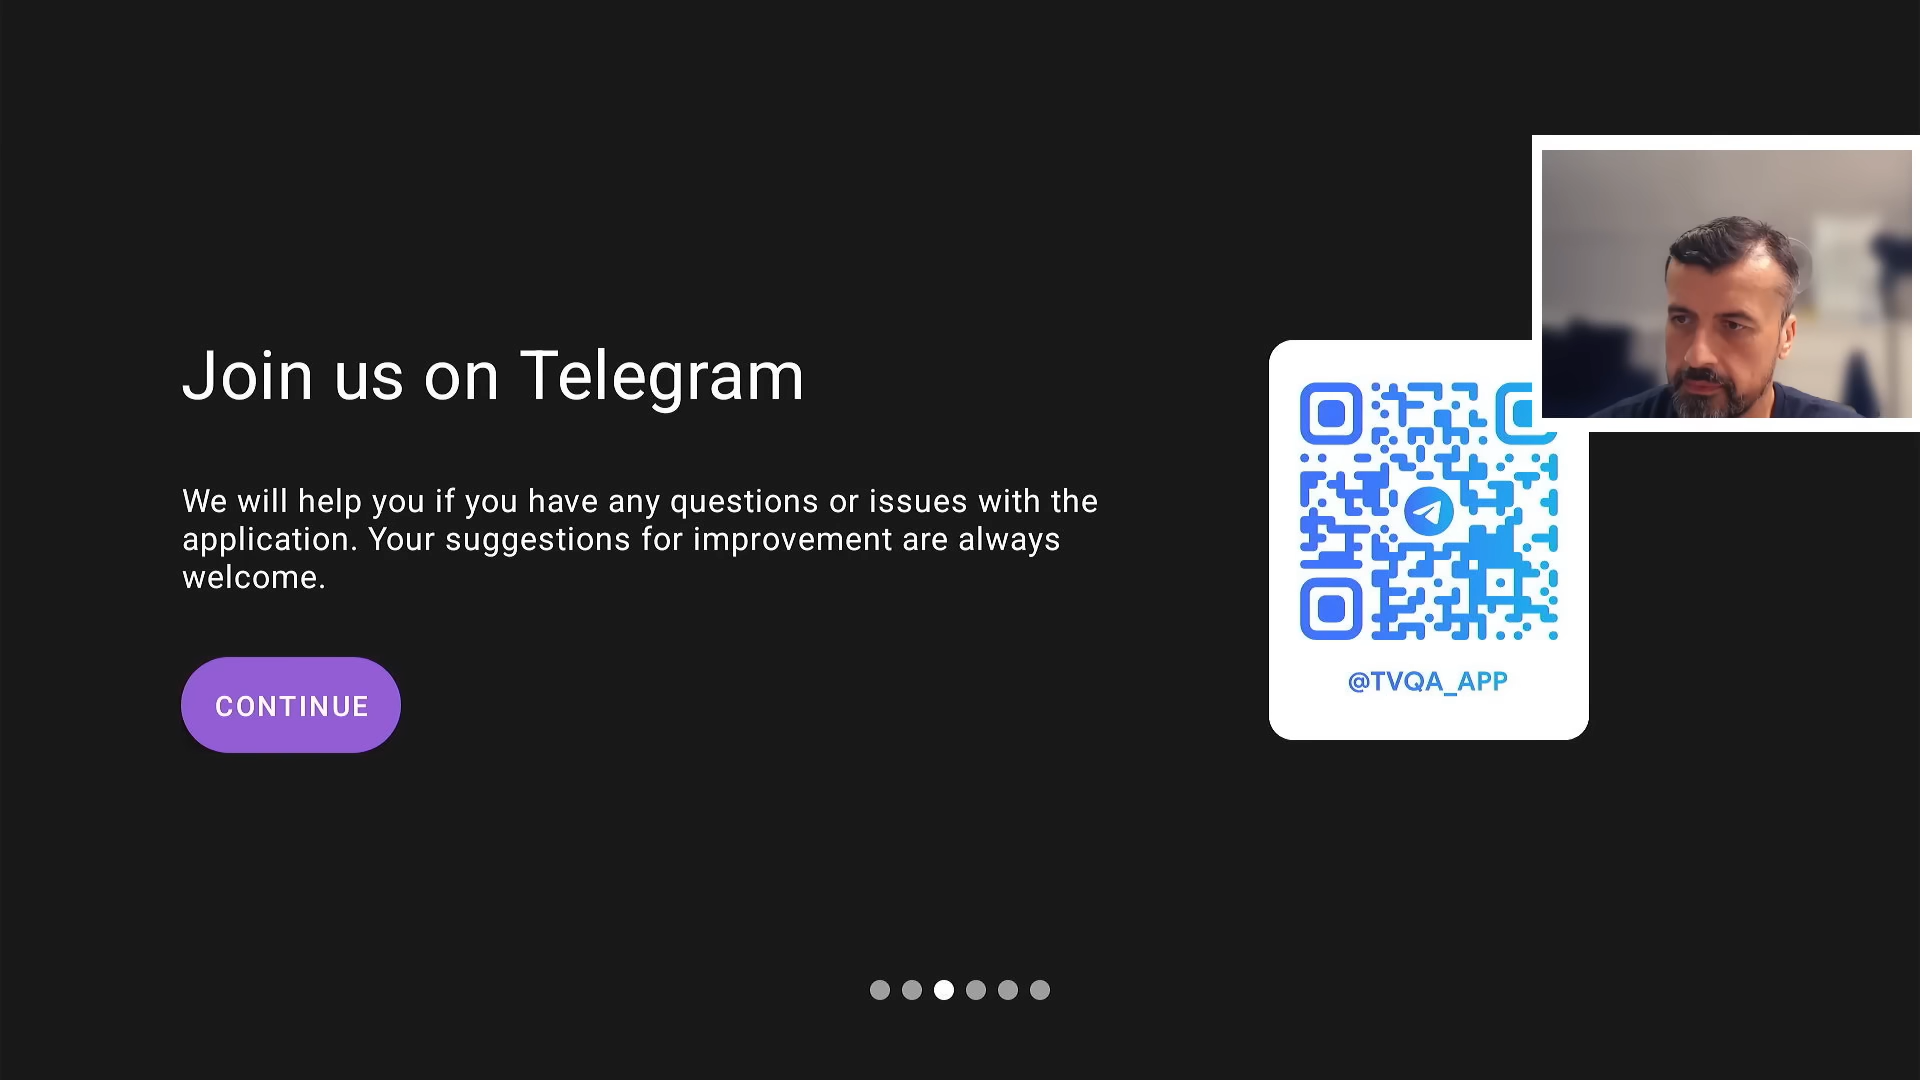 Join us on Telegram
We will help you if you have any questions or issues with the
application. Your suggestions for improvement are always
welcome.
CONTINUE
@TVQA_APP